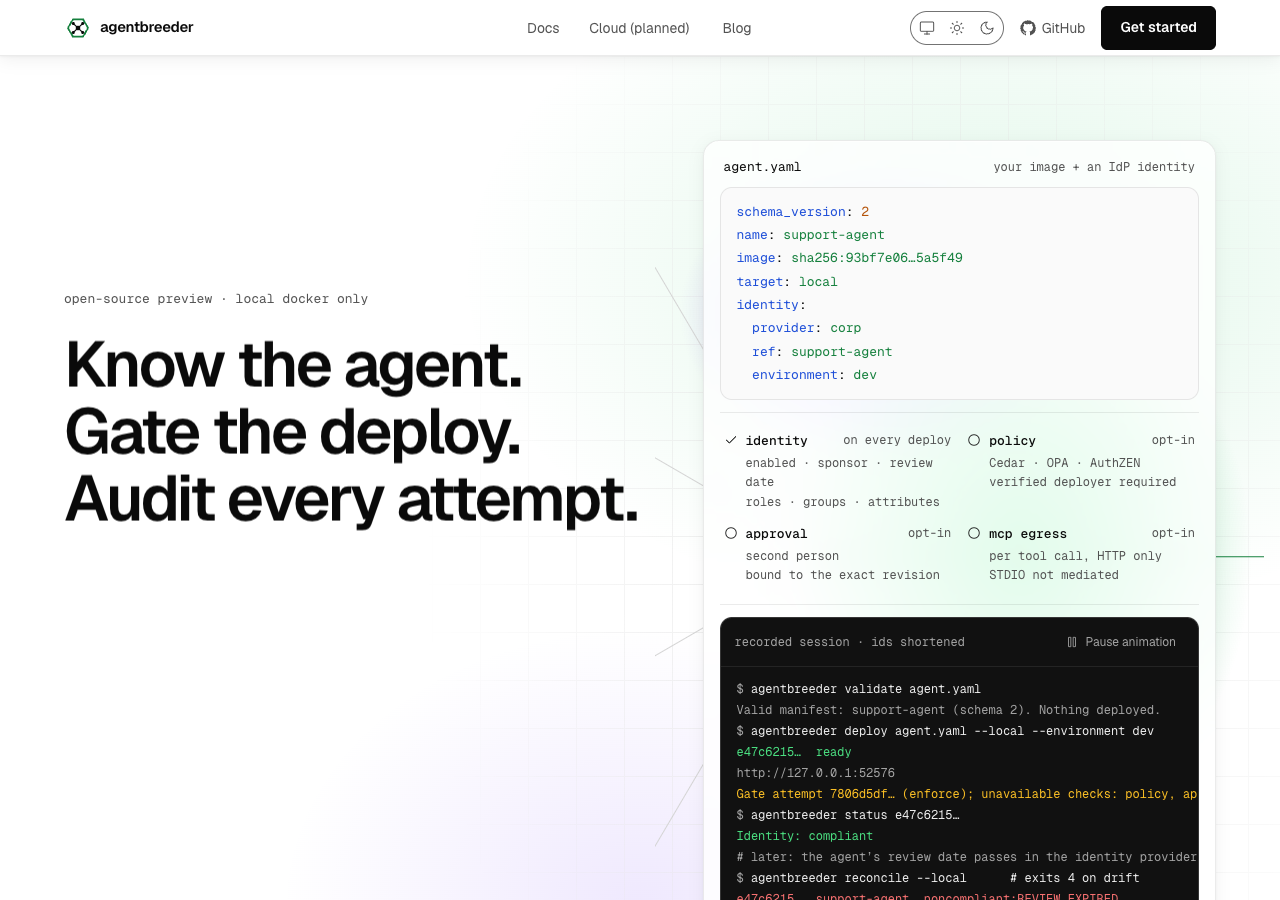 agentbreeder
Docs
Cloud (planned)
Blog
GitHub
Get started
open-source preview · local docker only
Know the agent.
Gate the deploy.
Audit every attempt.
agent.yaml
your image + an IdP identity
schema_version: 2
name: support-agent
image: sha256:93bf7e06…5a5f49
target: local
identity:
provider: corp
ref: support-agent
environment: dev
identity on every deploy
enabled · sponsor · review
date
roles · groups · attributes
policy opt-in
Cedar · OPA · AuthZEN
verified deployer required
approval opt-in
second person
bound to the exact revision
mcp egress opt-in
per tool call, HTTP only
STDIO not mediated
recorded session · ids shortened
Pause animation
$ agentbreeder validate agent.yaml
Valid manifest: support-agent (schema 2). Nothing deployed.
$ agentbreeder deploy agent.yaml --local --environment dev
e47c6215… ready
http://127.0.0.1:52576
Gate attempt 7806d5df… (enforce); unavailable checks: policy, ap
$ agentbreeder status e47c6215…
Identity: compliant
# later: the agent's review date passes in the identity provider
$ agentbreeder reconcile --local # exits 4 on drift
e47c6215… support-agent noncompliant:REVIEW_EXPIRED